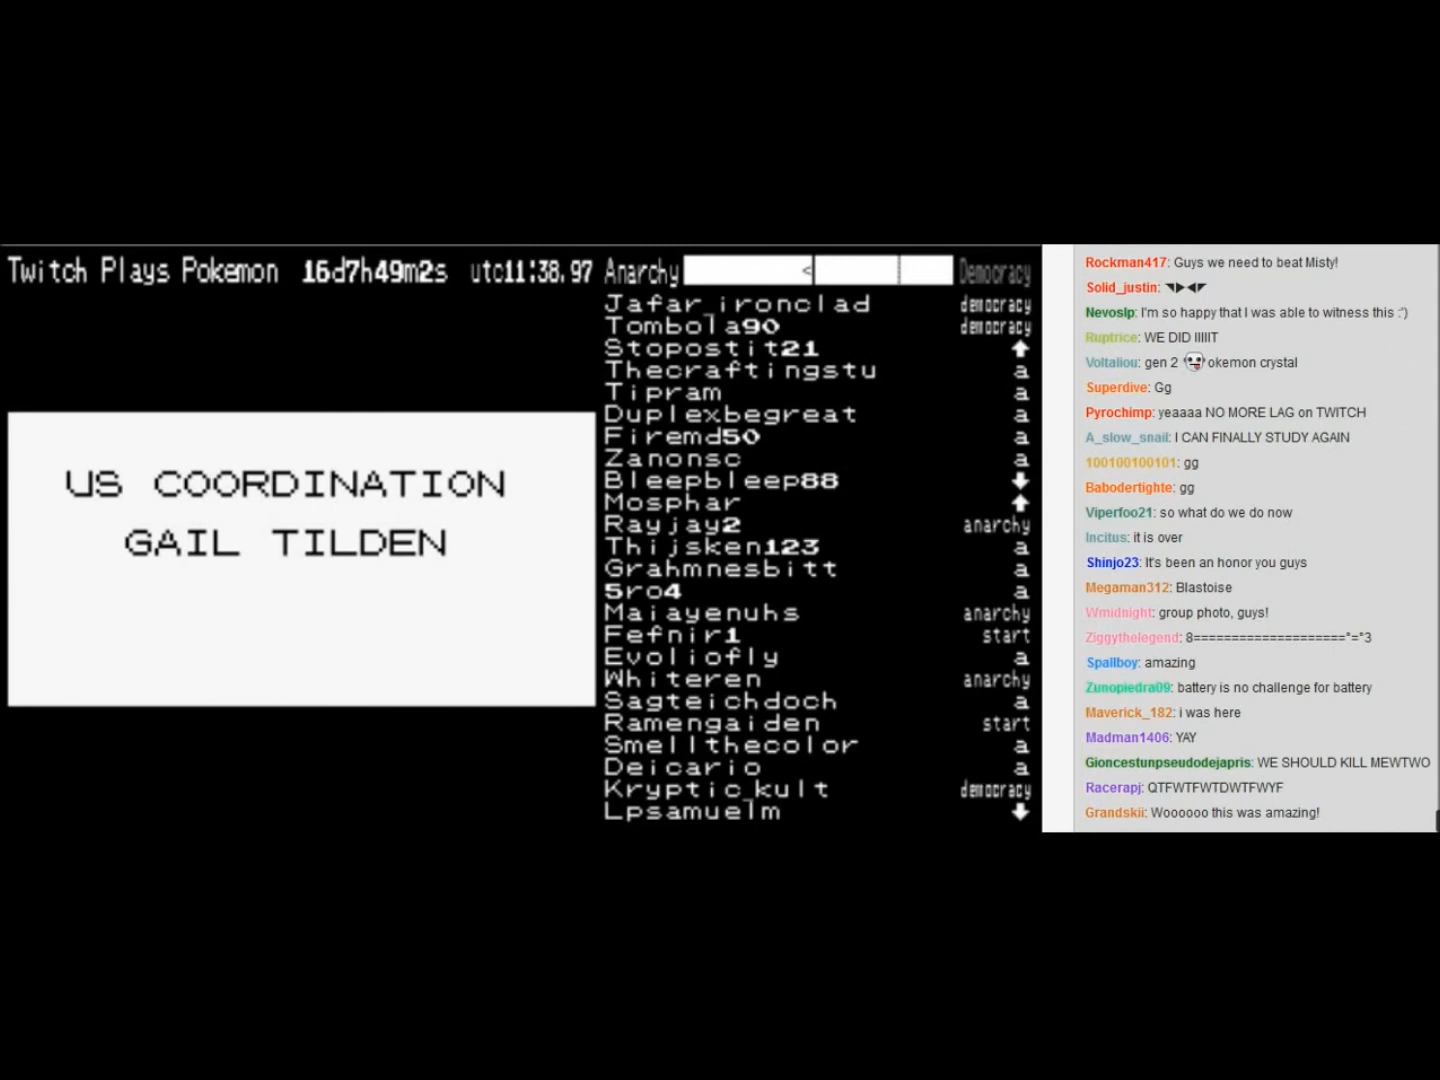 Twitch Plays Pokemon 16d7h49m2s utc11:38.97
US COORDINATION
GAIL TILDEN
Anarchy < Democracy
Jafar_ironclad democracy
Tombola90 democracy
Stopostit21 ⬆
Thecraftingstu a
Tipram a
Duplexbegreat a
Firemd50 a
Zanonsc a
Bleepbleep88 ⬇
Mosphar ⬆
Rayjay2 anarchy
Thijsken123 a
Grahmnesbitt a
5ro4 a
Maiayenuhs anarchy
Fefnir1 start
Evoliofly a
Whiteren anarchy
Sagteichdoch a
Ramengaiden start
Smellthecolor a
Deicario a
Kryptic_kult democracy
Lpsamuelm ⬇
Rockman417: Guys we need to beat Misty!
Solid_justin: ◥▶◀◤
Nevoslp: I'm so happy that I was able to witness this :')
Ruptrice: WE DID IIIIIT
Voltaliou: gen 2 okemon crystal
Superdive: Gg
Pyrochimp: yeaaaa NO MORE LAG on TWITCH
A_slow_snail: I CAN FINALLY STUDY AGAIN
100100100101: gg
Babodertighte: gg
Viperfoo21: so what do we do now
Incitus: it is over
Shinjo23: It's been an honor you guys
Megaman312: Blastoise
Wmidnight: group photo, guys!
Ziggythelegend: 8====================°=°3
Spallboy: amazing
Zunopiedra09: battery is no challenge for battery
Maverick_182: i was here
Madman1406: YAY
Gioncestunpseudodejapris: WE SHOULD KILL MEWTWO
Racerapj: QTFWTFWTDWTFWYF
Grandskii: Woooooo this was amazing!